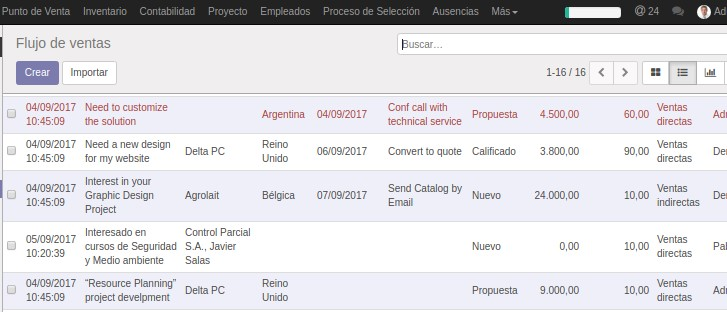 Punto de Venta Inventario Contabilidad Proyecto Empleados Proceso de Selección Ausencias Más @ 24
Flujo de ventas
Buscar...
Crear Importar 1-16 / 16
04/09/2017 Need to customize Conf call with Ventas
Argentina 04/09/2017 Propuesta 4.500,00 60,00
10:45:09 the solution technical service directas
04/09/2017 Need a new design Reino Ventas
Delta PC 06/09/2017 Convert to quote Calificado 3.800,00 90,00
10:45:09 for my website Unido directas
Interest in your
04/09/2017 Send Catalog by Ventas
Graphic Design Agrolait Bélgica 07/09/2017 Nuevo 24.000,00 10,00
10:45:09 Email indirectas
Project
Interesado en Control Parcial
05/09/2017 Ventas
cursos de Seguridad S.A., Javier Nuevo 0,00 10,00
10:20:39 directas
y Medio ambiente Salas
04/09/2017 “Resource Planning” Reino Ventas
Delta PC Propuesta 9.000,00 10,00
10:45:09 project develpment Unido directas